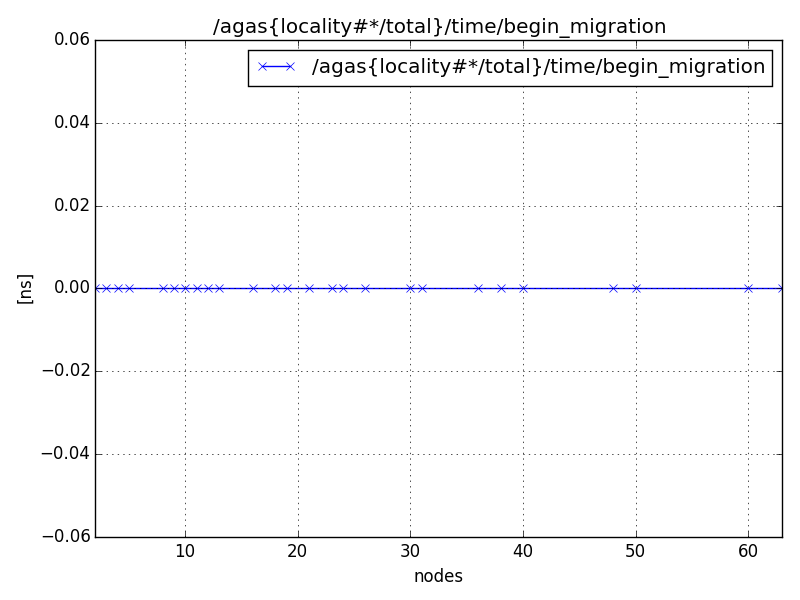 /agas{locality#*/total}/time/begin_migration
/agas{locality#*/total}/time/begin_migration
0.06
0.04
0.02
0.00
−0.02
−0.04
−0.06
[ns]
10 20 30 40 50 60
nodes